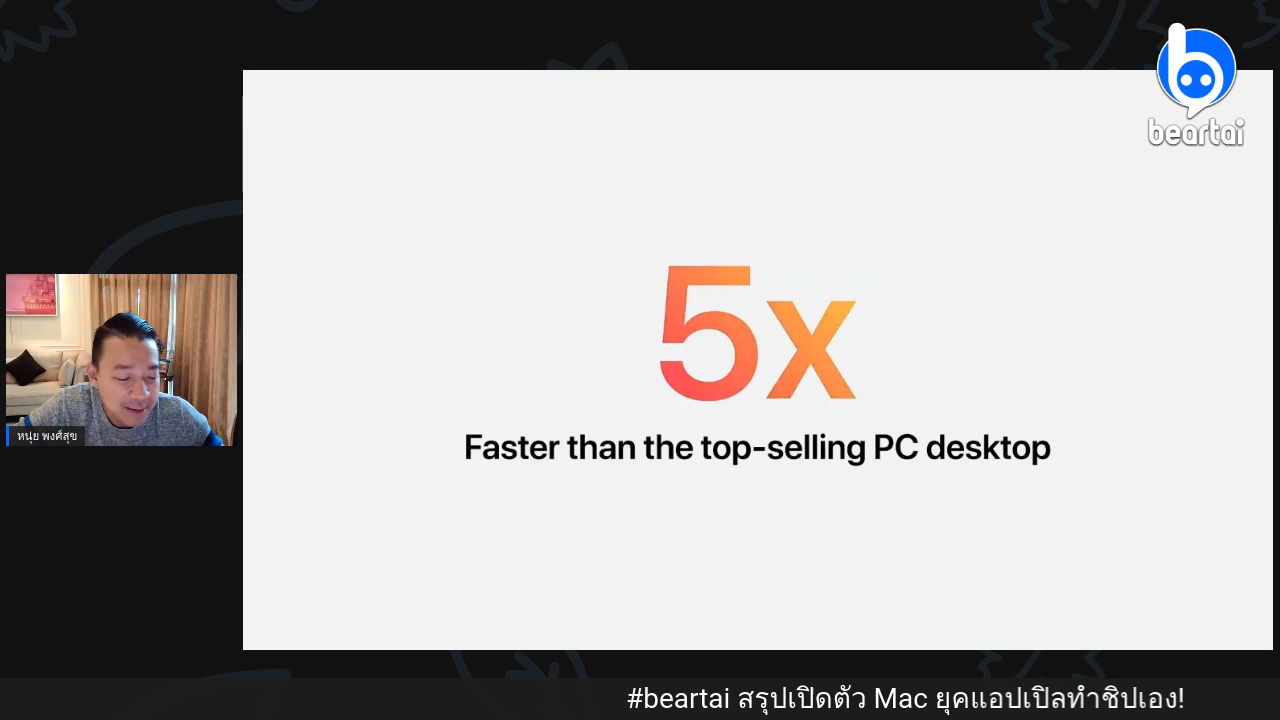 beartai
5x
Faster than the top-selling PC desktop
หนุ่ย พงศ์สุข
#beartai สรุปเปิดตัว Mac ยุคแอปเปิลทำชิปเอง!